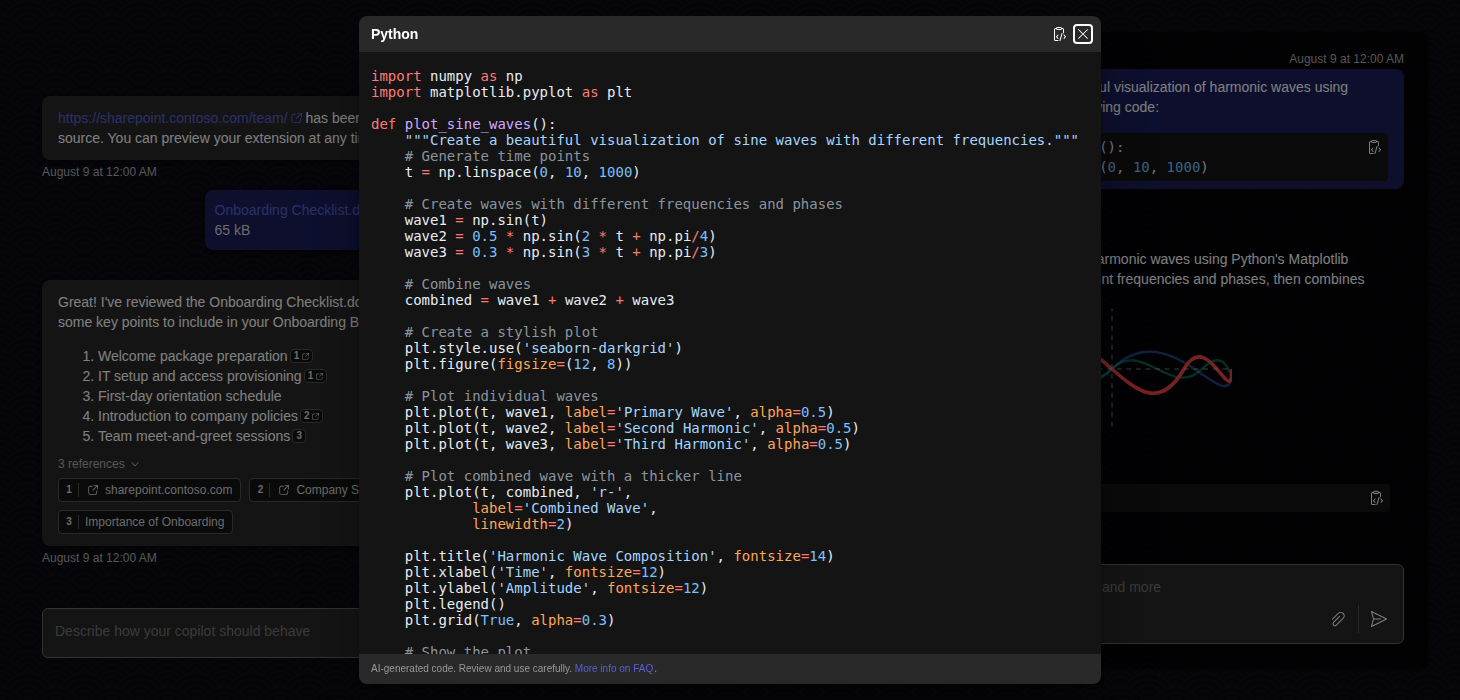 Python
import numpy as np
import matplotlib.pyplot as plt
def plot_sine_waves():
    """Create a beautiful visualization of sine waves with different frequencies."""
    # Generate time points
    t = np.linspace(0, 10, 1000)
    # Create waves with different frequencies and phases
    wave1 = np.sin(t)
    wave2 = 0.5 * np.sin(2 * t + np.pi/4)
    wave3 = 0.3 * np.sin(3 * t + np.pi/3)
    # Combine waves
    combined = wave1 + wave2 + wave3
    # Create a stylish plot
    plt.style.use('seaborn-darkgrid')
    plt.figure(figsize=(12, 8))
    # Plot individual waves
    plt.plot(t, wave1, label='Primary Wave', alpha=0.5)
    plt.plot(t, wave2, label='Second Harmonic', alpha=0.5)
    plt.plot(t, wave3, label='Third Harmonic', alpha=0.5)
    # Plot combined wave with a thicker line
    plt.plot(t, combined, 'r-',
            label='Combined Wave',
            linewidth=2)
    plt.title('Harmonic Wave Composition', fontsize=14)
    plt.xlabel('Time', fontsize=12)
    plt.ylabel('Amplitude', fontsize=12)
    plt.legend()
    plt.grid(True, alpha=0.3)
    # Show the plot
AI-generated code. Review and use carefully. More info on FAQ.
https://sharepoint.contoso.com/team/ has been
source. You can preview your extension at any
August 9 at 12:00 AM
Onboarding Checklist.d
65 kB
Great! I've reviewed the Onboarding Checklist.do
some key points to include in your Onboarding B
1. Welcome package preparation 1
2. IT setup and access provisioning 1
3. First-day orientation schedule
4. Introduction to company policies 2
5. Team meet-and-greet sessions 3
3 references
1 sharepoint.contoso.com
2 Company S
3 Importance of Onboarding
August 9 at 12:00 AM
Describe how your copilot should behave
August 9 at 12:00 AM
ul visualization of harmonic waves using
ing code:
():
(0, 10, 1000)
armonic waves using Python's Matplotlib
nt frequencies and phases, then combines
and more